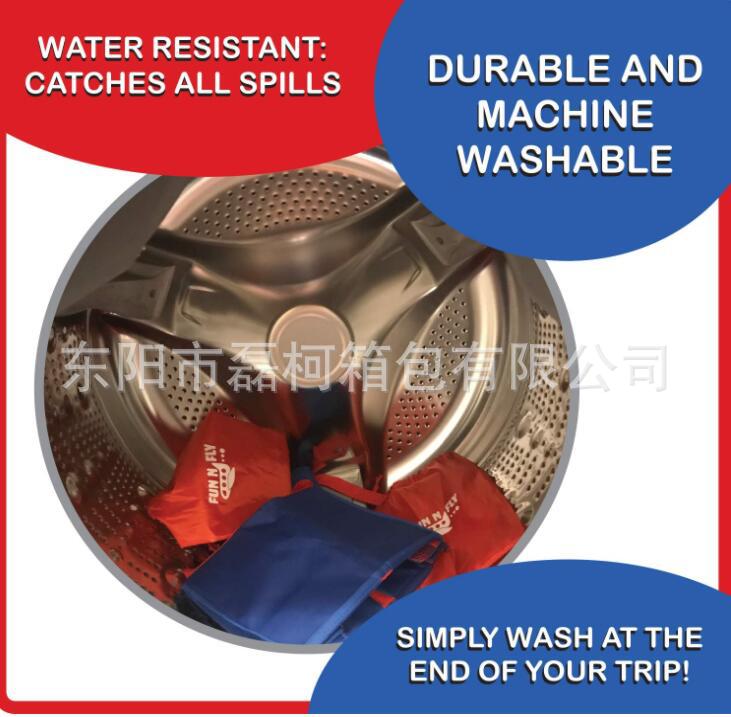 WATER RESISTANT:
CATCHES ALL SPILLS
DURABLE AND
MACHINE
WASHABLE
东阳市磊柯箱包有限公司
FUN N FLY
FUN N FLY
SIMPLY WASH AT THE
END OF YOUR TRIP!